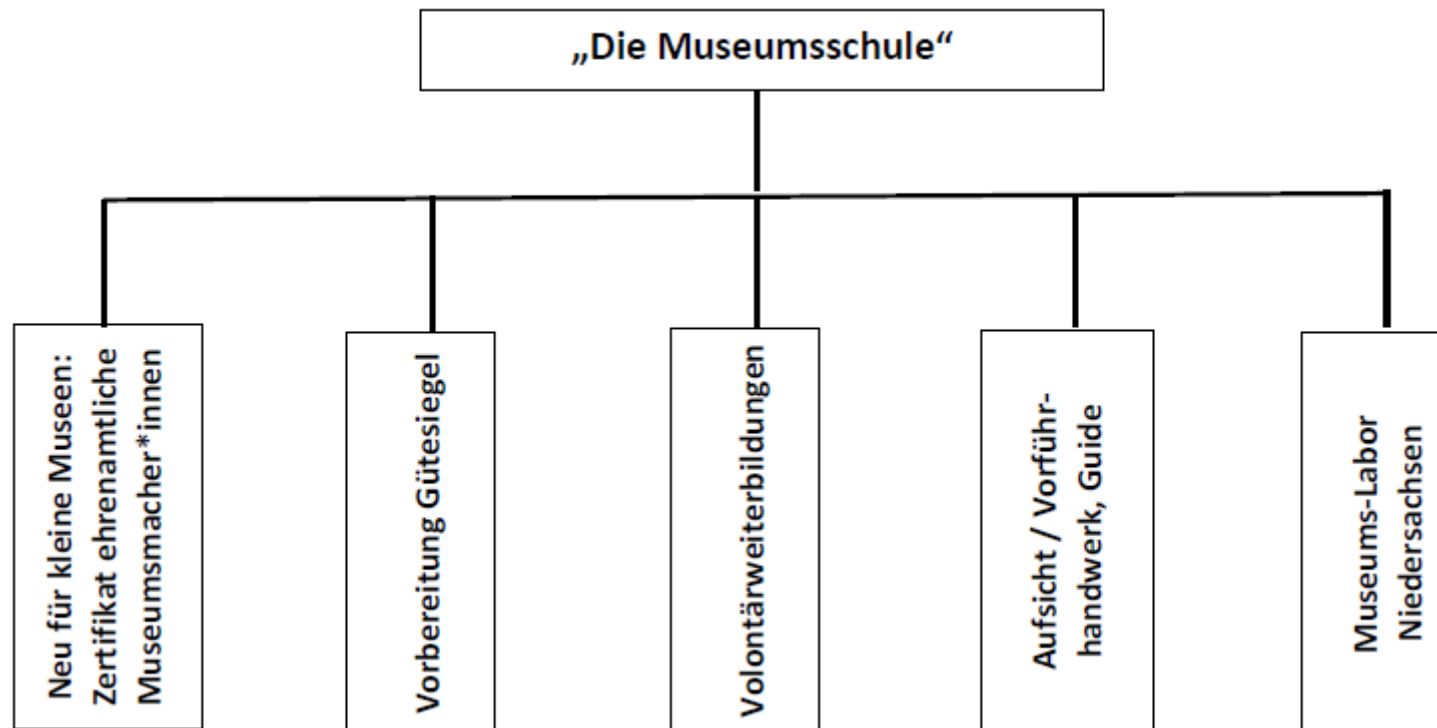 „Die Museumsschule“
Neu für kleine Museen:
Zertifikat ehrenamtliche
Museumsmacher*innen
Vorbereitung Gütesiegel
Volontärweiterbildungen
Aufsicht / Vorführ-
handwerk, Guide
Museums-Labor
Niedersachsen